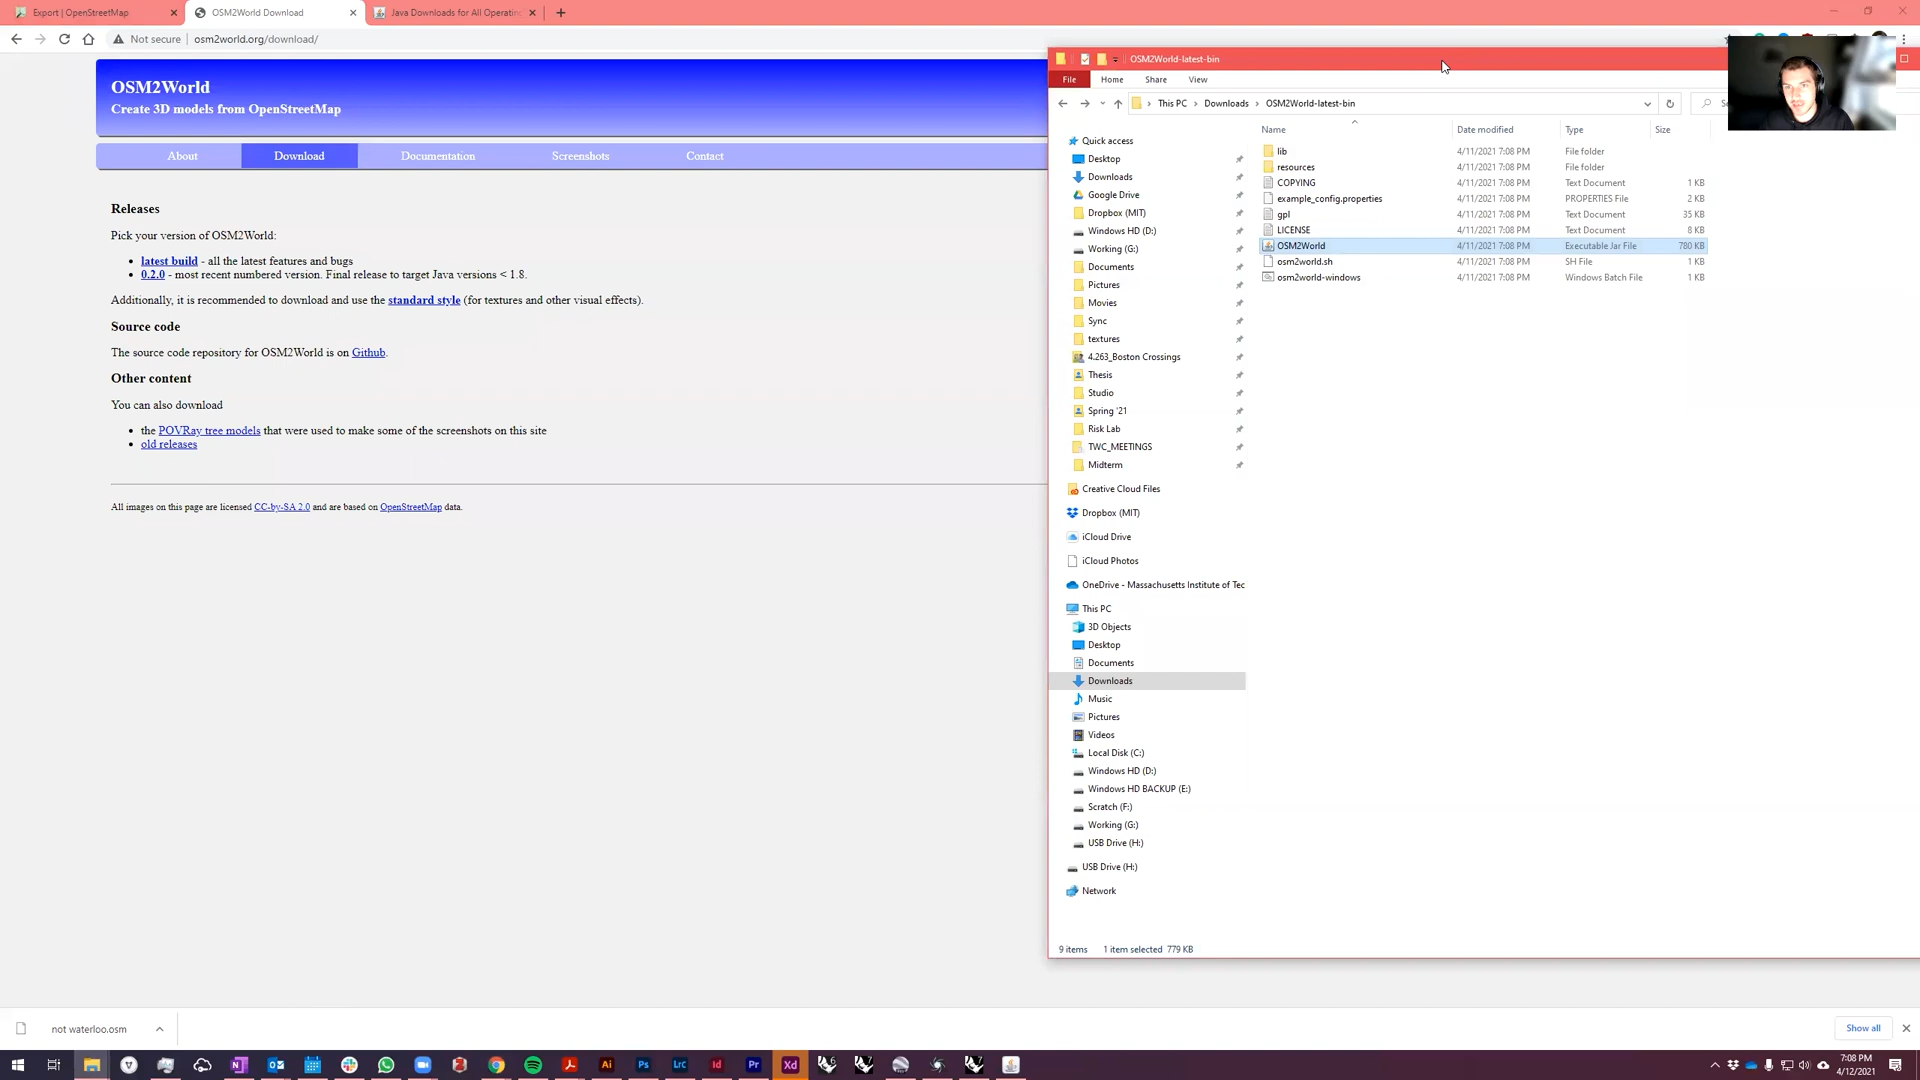 Export | OpenStreetMap
OSM2World Download
Java Downloads for All Operatin
Not secure
osm2world.org/download/
OSM2World
Create 3D models from OpenStreetMap
About
Download
Documentation
Screenshots
Contact
Releases
Pick your version of OSM2World:
latest build - all the latest features and bugs
0.2.0 - most recent numbered version. Final release to target Java versions < 1.8.
Additionally, it is recommended to download and use the standard style (for textures and other visual effects).
Source code
The source code repository for OSM2World is on Github.
Other content
You can also download
the POVRay tree models that were used to make some of the screenshots on this site
old releases
All images on this page are licensed CC-by-SA 2.0 and are based on OpenStreetMap data.
OSM2World-latest-bin
File
Home
Share
View
This PC > Downloads > OSM2World-latest-bin
Name
Date modified
Type
Size
lib 4/11/2021 7:08 PM File folder
resources 4/11/2021 7:08 PM File folder
COPYING 4/11/2021 7:08 PM Text Document 1 KB
example_config.properties 4/11/2021 7:08 PM PROPERTIES File 2 KB
gpl 4/11/2021 7:08 PM Text Document 35 KB
LICENSE 4/11/2021 7:08 PM Text Document 8 KB
OSM2World 4/11/2021 7:08 PM Executable Jar File 780 KB
osm2world.sh 4/11/2021 7:08 PM SH File 1 KB
osm2world-windows 4/11/2021 7:08 PM Windows Batch File 1 KB
Quick access
Desktop
Downloads
Google Drive
Dropbox (MIT)
Windows HD (D:)
Working (G:)
Documents
Pictures
Movies
Sync
textures
4.263_Boston Crossings
Thesis
Studio
Spring '21
Risk Lab
TWC_MEETINGS
Midterm
Creative Cloud Files
Dropbox (MIT)
iCloud Drive
iCloud Photos
OneDrive - Massachusetts Institute of Tec
This PC
3D Objects
Desktop
Documents
Downloads
Music
Pictures
Videos
Local Disk (C:)
Windows HD (D:)
Windows HD BACKUP (E:)
Scratch (F:)
Working (G:)
USB Drive (H:)
USB Drive (H:)
Network
9 items 1 item selected 779 KB
not waterloo.osm
Show all
Ai
Ps
Lrc
Id
Pr
Xd
7:08 PM
4/12/2021